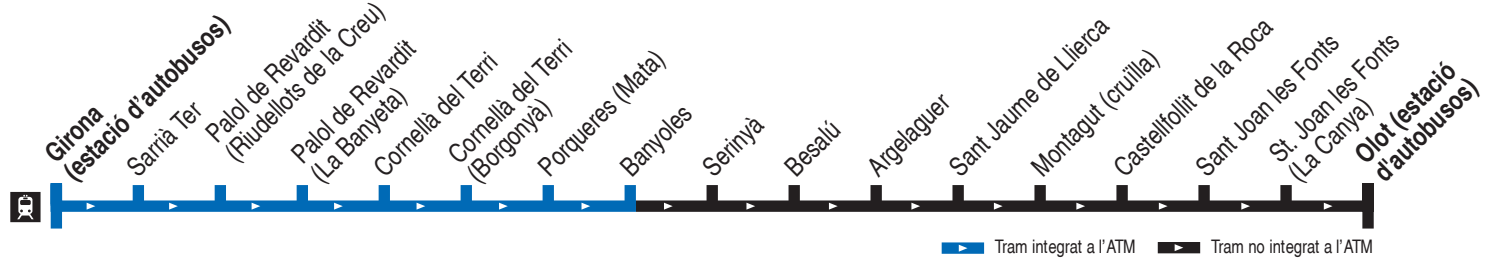 Girona
(estació d'autobusos)
Sarrià Ter
Palol de Revardit
(Riudellots de la Creu)
Palol de Revardit
(La Banyeta)
Cornellà del Terri
Cornellà del Terri
(Borgonyà)
Porqueres (Mata)
Banyoles
Serinyà
Besalú
Argelaguer
Sant Jaume de Llierca
Montagut (cruïlla)
Castellfollit de la Roca
Sant Joan les Fonts
St. Joan les Fonts
(La Canya)
Olot (estació
d'autobusos)
Tram integrat a l'ATM
Tram no integrat a l'ATM